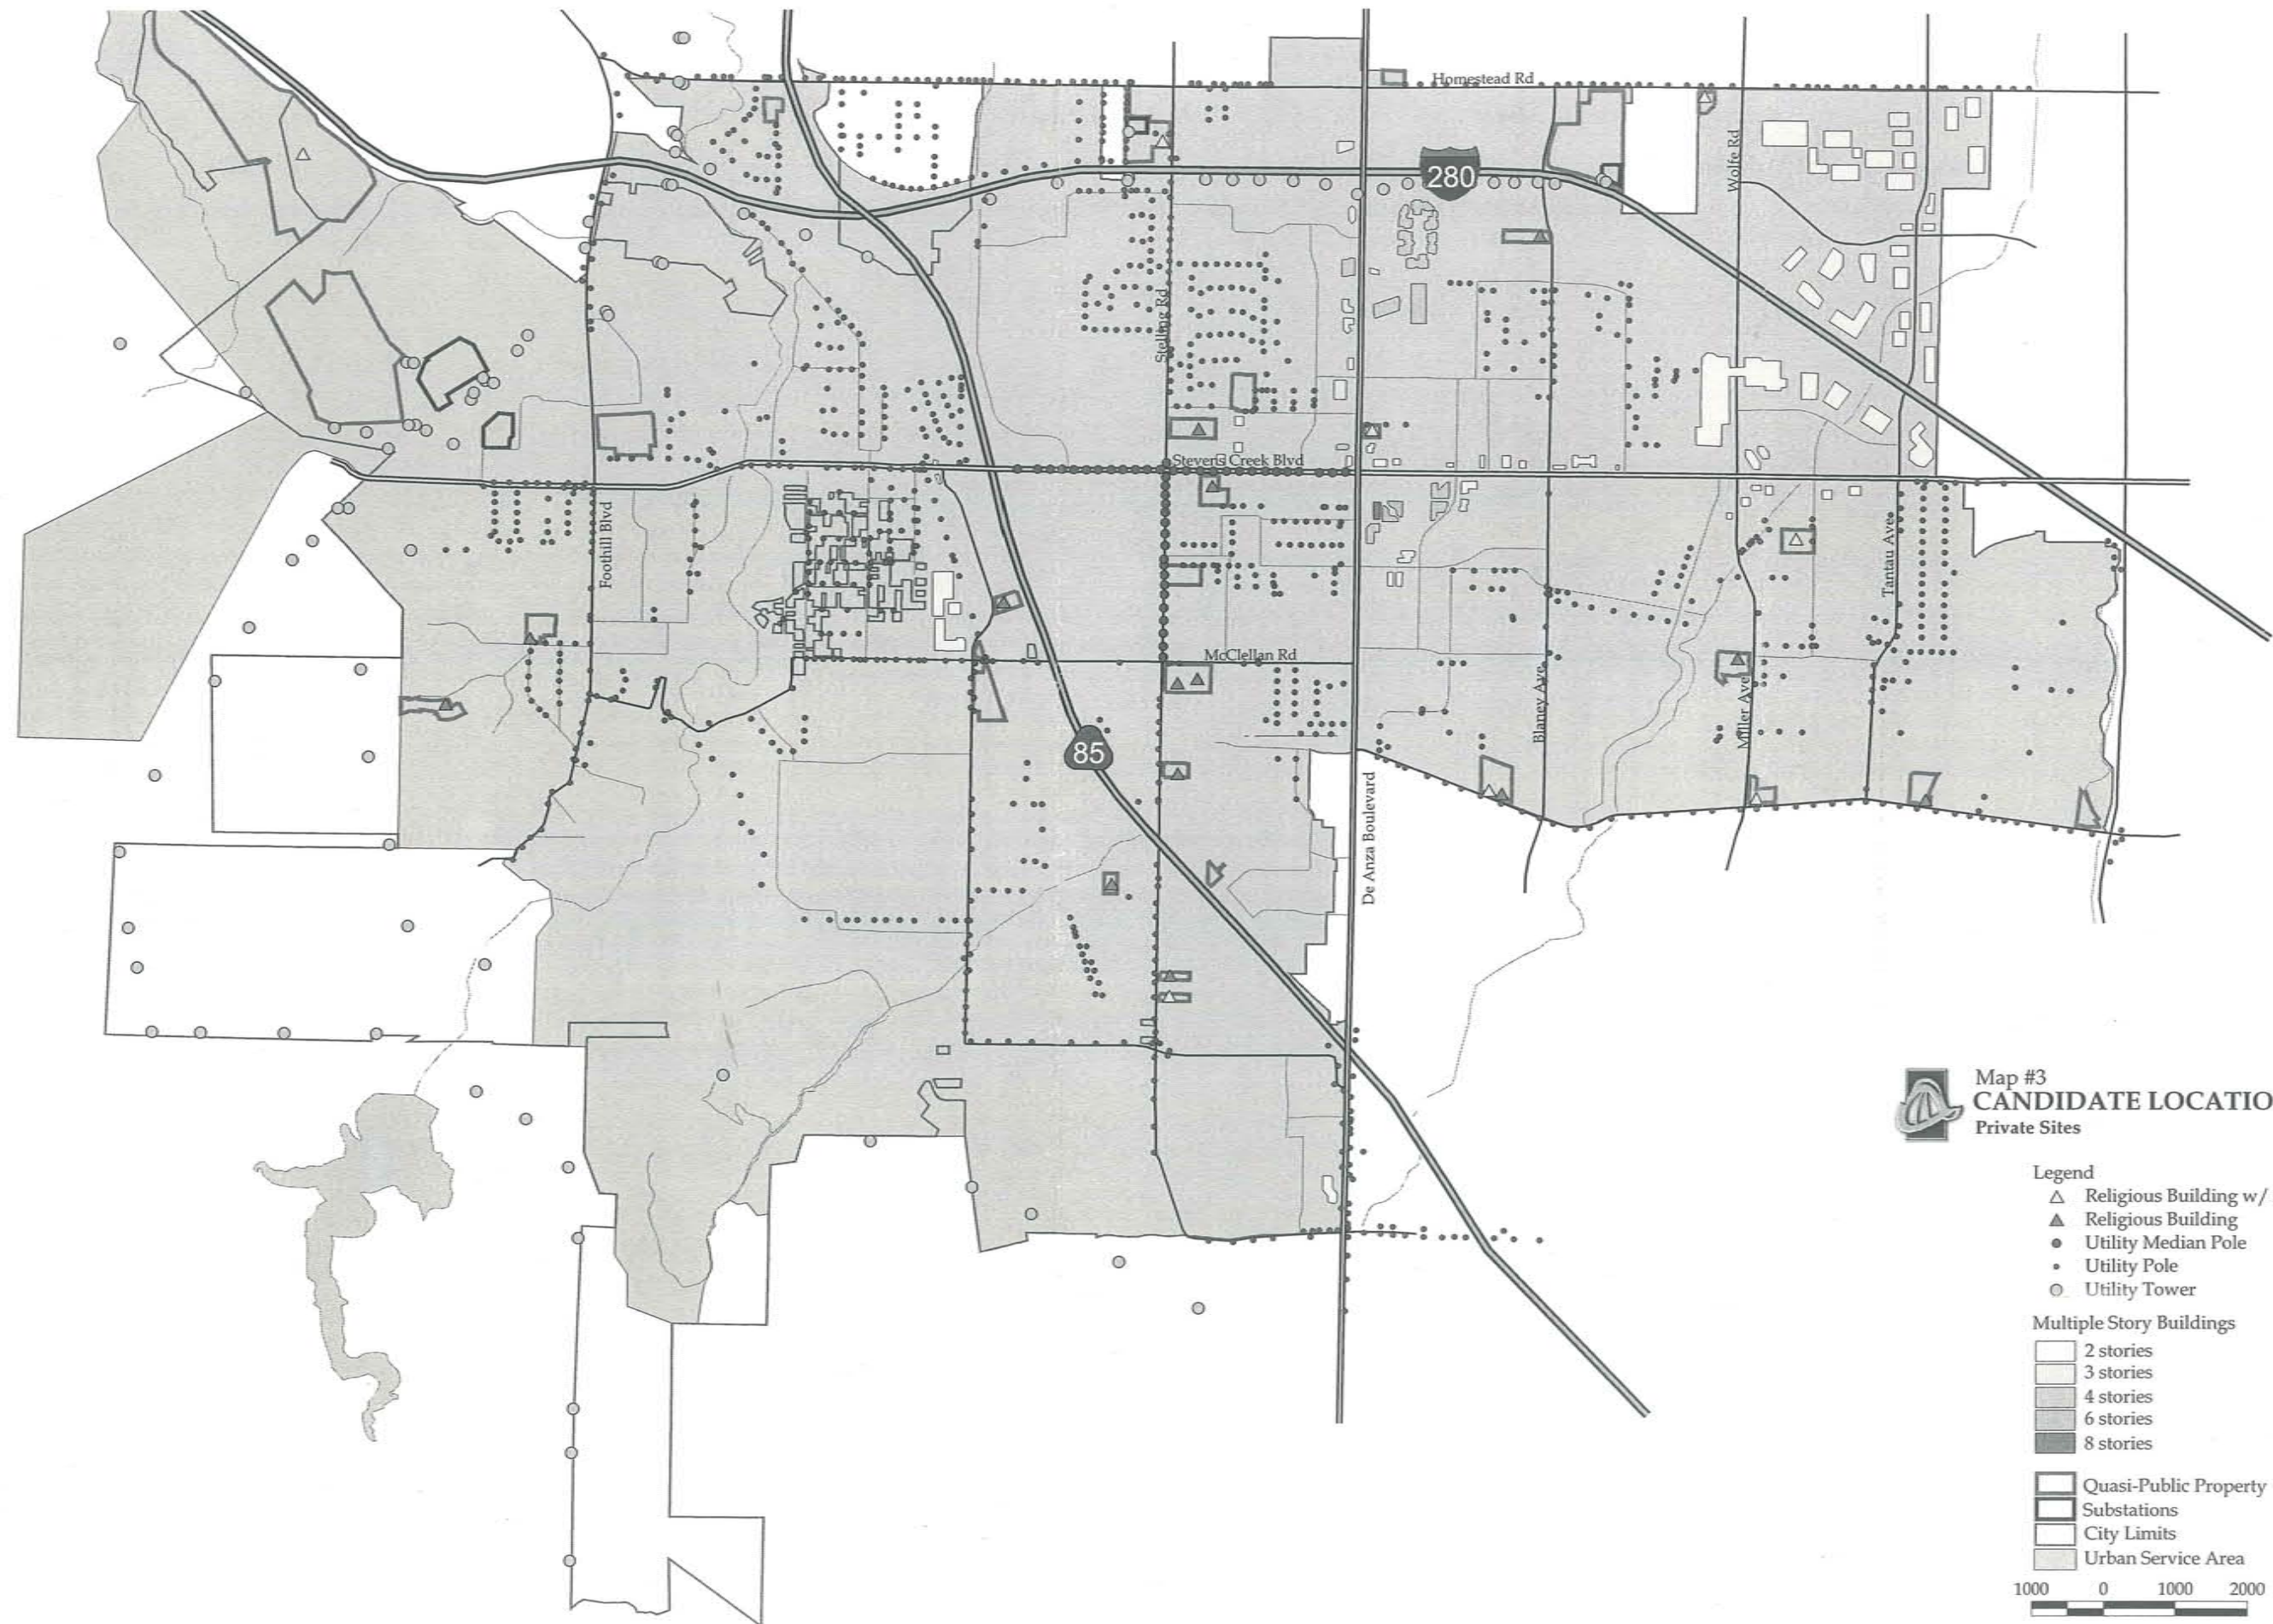 Homestead Rd
280
Wolfe Rd
Stelling Rd
Stevens Creek Blvd
Foothill Blvd
Tantau Ave
McClellan Rd
Blaney Ave
Miller Ave
85
De Anza Boulevard
Map #3
CANDIDATE LOCATIO
Private Sites
Legend
Religious Building w/
Religious Building
Utility Median Pole
Utility Pole
Utility Tower
Multiple Story Buildings
2 stories
3 stories
4 stories
6 stories
8 stories
Quasi-Public Property
Substations
City Limits
Urban Service Area
1000 0 1000 2000